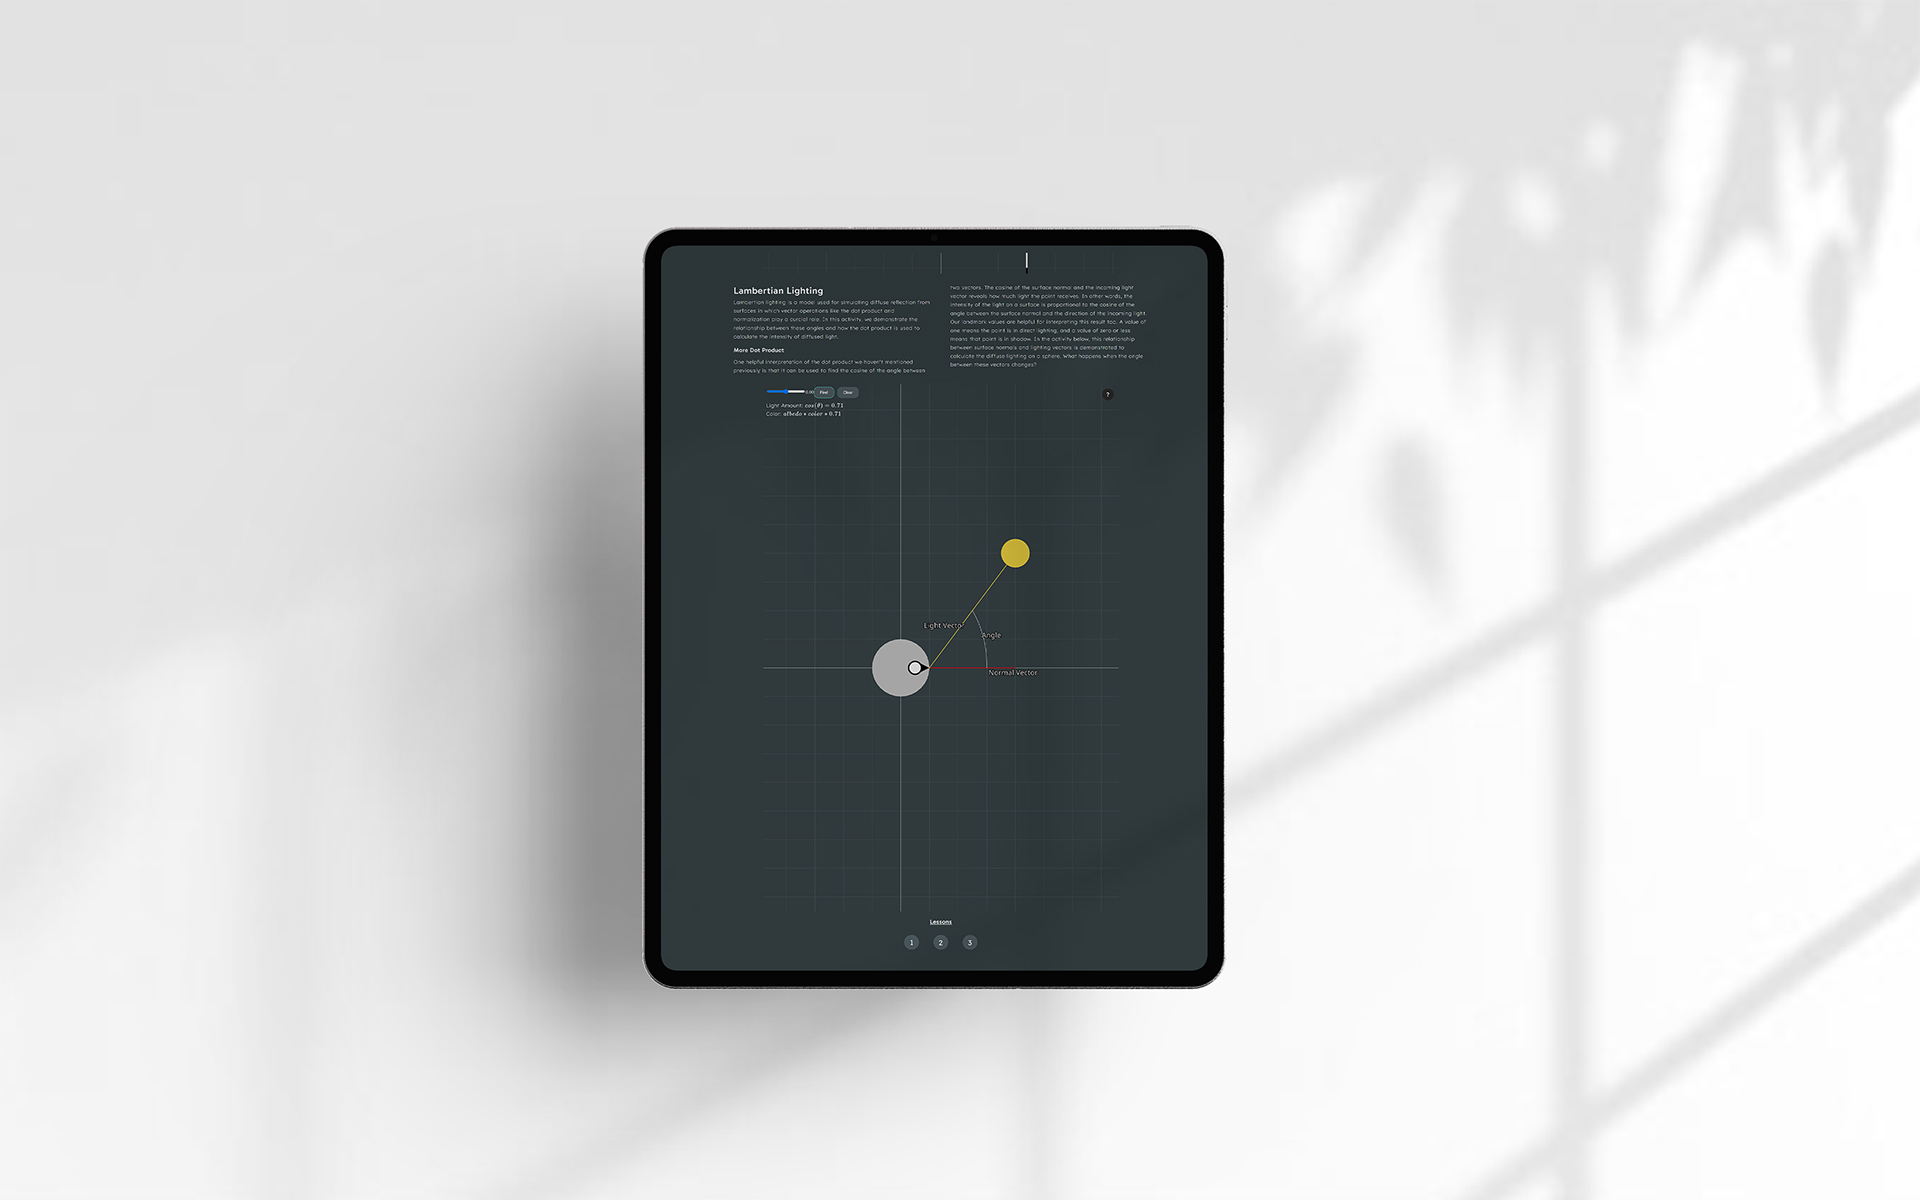 Lambertian Lighting
Lambertian lighting is a model used for simulating diffuse reflection from
surfaces in which vector operations like the dot product and
normalization play a curcial role. In this activity, we demonstrate the
relationship between these angles and how the dot product is used to
calculate the intensity of diffused light.
More Dot Product
One helpful interpretation of the dot product we haven't mentioned
previously is that it can be used to find the cosine of the angle between
two vectors. The cosine of the surface normal and the incoming light
vector reveals how much light the point receives. In other words, the
intensity of the light on a surface is proportional to the cosine of the
angle between the surface normal and the direction of the incoming light.
Our landmark values are helpful for interpreting this result too. A value of
one means the point is in direct lighting, and a value of zero or less
means that point is in shadow. In the activity below, this relationship
between surface normals and lighting vectors is demonstrated to
calculate the diffuse lighting on a sphere. What happens when the angle
between these vectors changes?
Clear
?
Light Amount: cos(θ) = 0.71
Color: albedo * color * 0.71
Light Vector
Angle
Normal Vector
Lessons
1 2 3